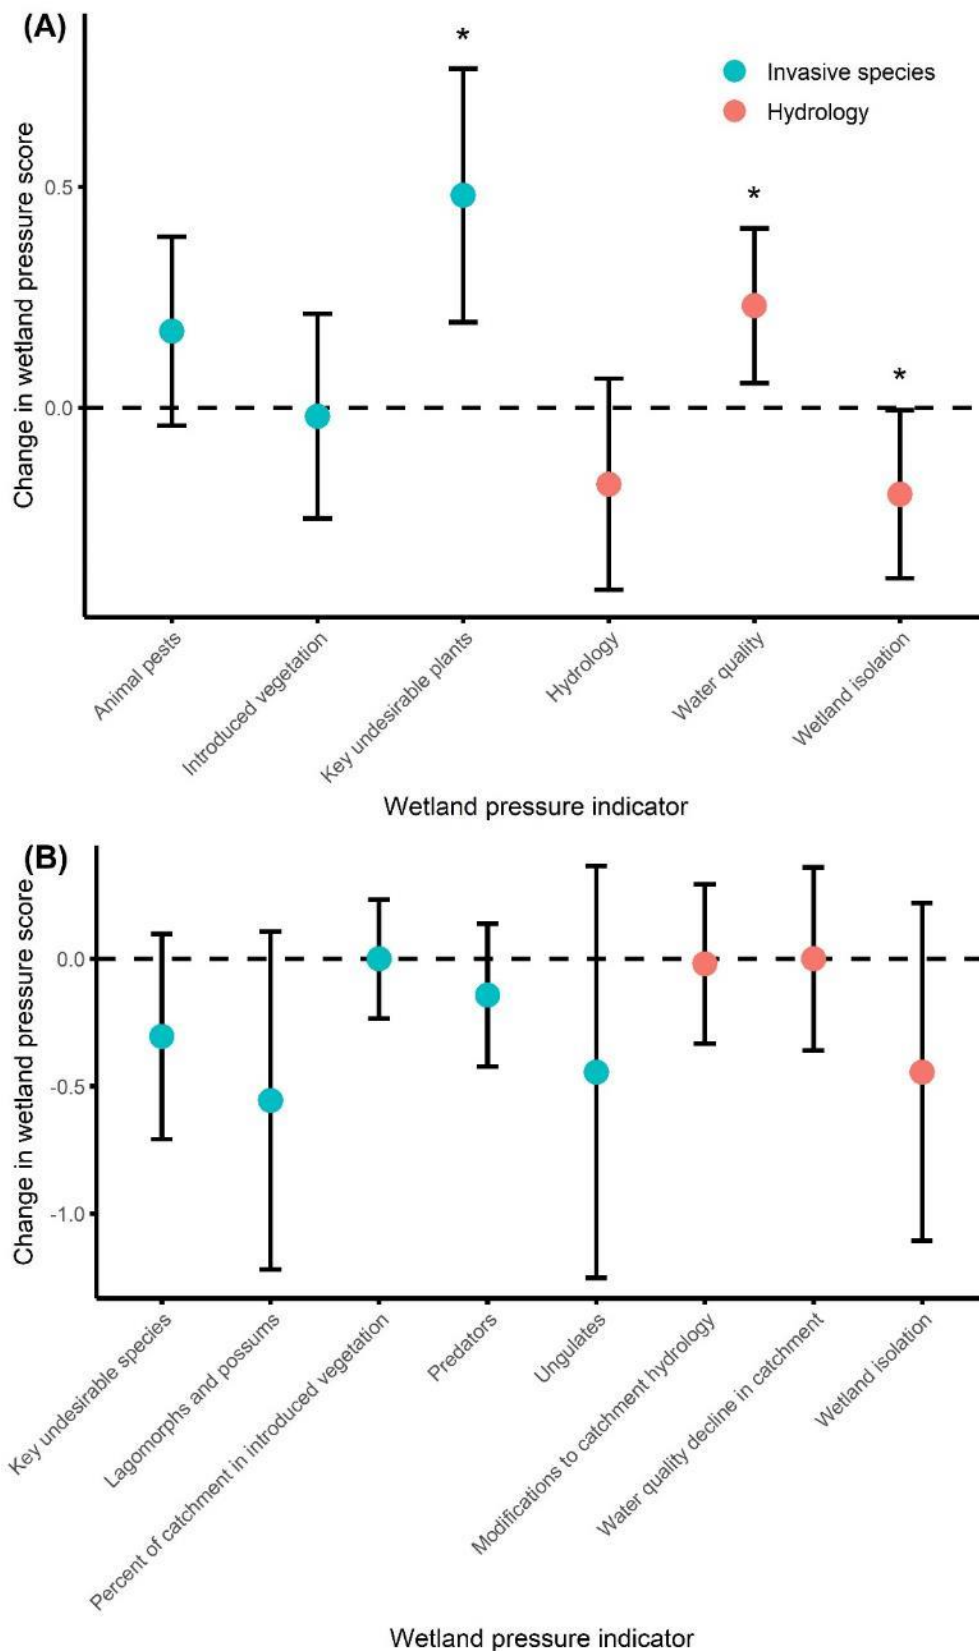 (A)
*
Invasive species
Hydrology
Change in wetland pressure score
0.5
*
*
0.0
Animal pests
Introduced vegetation
Key undesirable plants
Hydrology
Water quality
Wetland isolation
Wetland pressure indicator
(B)
Change in wetland pressure score
0.0
-0.5
-1.0
Key undesirable species
Lagomorphs and possums
Percent of catchment in introduced vegetation
Predators
Ungulates
Modifications to catchment hydrology
Water quality decline in catchment
Wetland isolation
Wetland pressure indicator